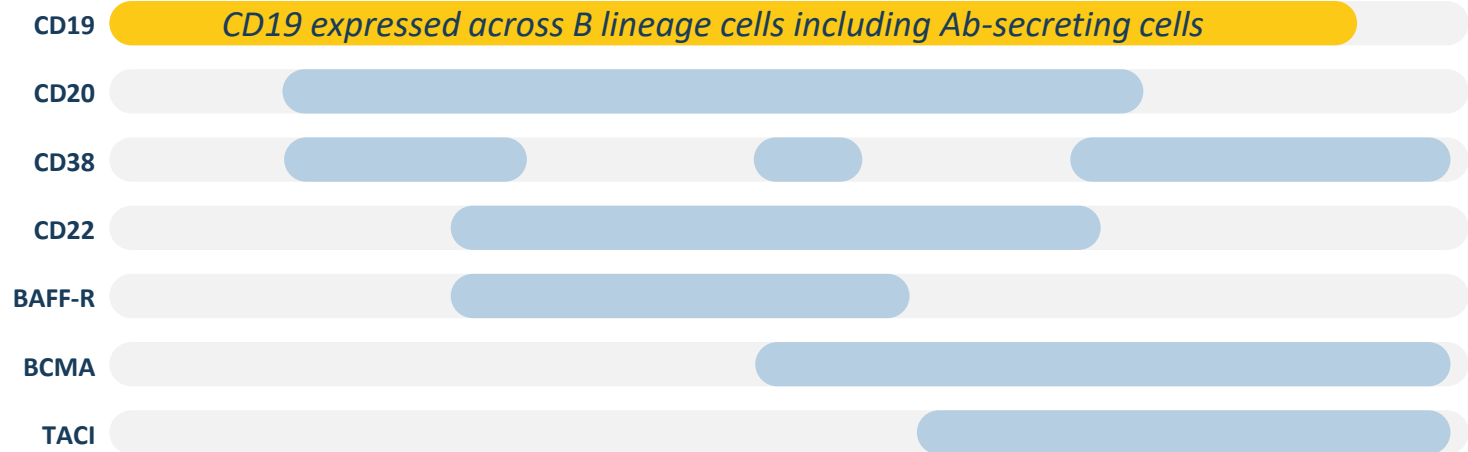 CD19 CD19 expressed across B lineage cells including Ab-secreting cells
CD20
CD38
CD22
BAFF-R
BCMA
TACI